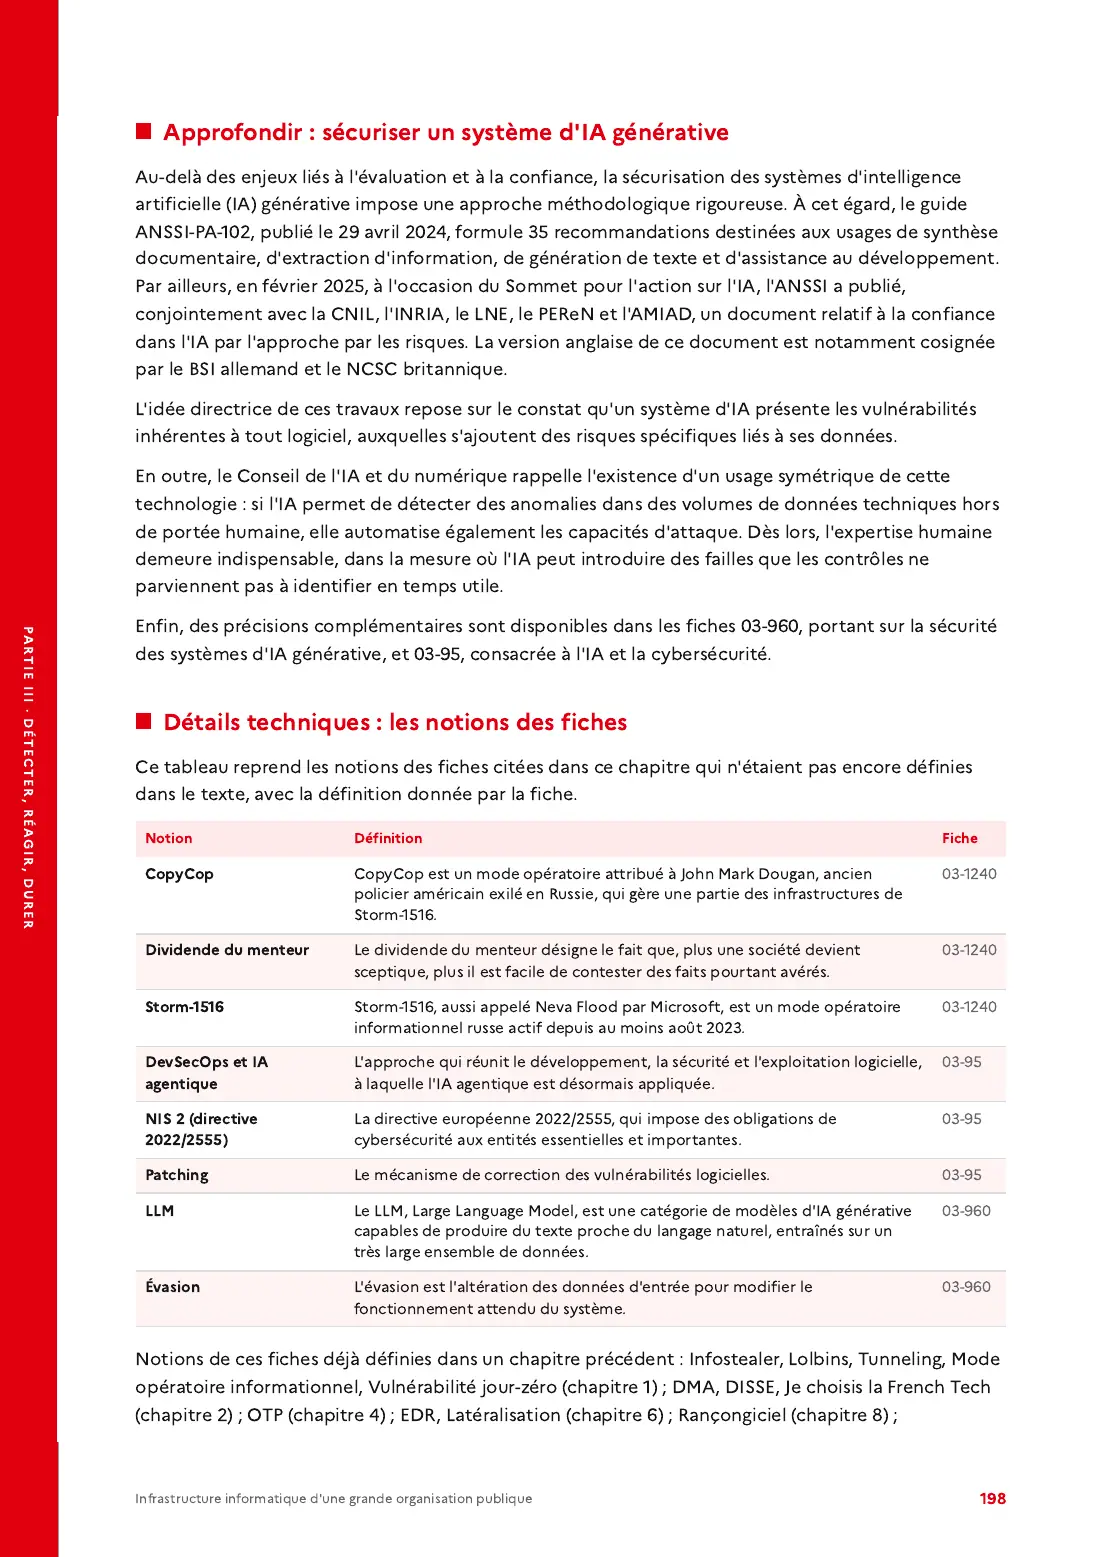 Approfondir : sécuriser un système d'IA générative
Au-delà des enjeux liés à l'évaluation et à la confiance, la sécurisation des systèmes d'intelligence
artificielle (IA) générative impose une approche méthodologique rigoureuse. À cet égard, le guide
ANSSI-PA-102, publié le 29 avril 2024, formule 35 recommandations destinées aux usages de synthèse
documentaire, d'extraction d'information, de génération de texte et d'assistance au développement.
Par ailleurs, en février 2025, à l'occasion du Sommet pour l'action sur l'IA, l'ANSSI a publié,
conjointement avec la CNIL, l'INRIA, le LNE, le PEReN et l'AMIAD, un document relatif à la confiance
dans l'IA par l'approche par les risques. La version anglaise de ce document est notamment cosignée
par le BSI allemand et le NCSC britannique.
L'idée directrice de ces travaux repose sur le constat qu'un système d'IA présente les vulnérabilités
inhérentes à tout logiciel, auxquelles s'ajoutent des risques spécifiques liés à ses données.
En outre, le Conseil de l'IA et du numérique rappelle l'existence d'un usage symétrique de cette
technologie : si l'IA permet de détecter des anomalies dans des volumes de données techniques hors
de portée humaine, elle automatise également les capacités d'attaque. Dès lors, l'expertise humaine
demeure indispensable, dans la mesure où l'IA peut introduire des failles que les contrôles ne
parviennent pas à identifier en temps utile.
Enfin, des précisions complémentaires sont disponibles dans les fiches 03-960, portant sur la sécurité
des systèmes d'IA générative, et 03-95, consacrée à l'IA et la cybersécurité.
PARTIE III · DÉTECTER, RÉAGIR, DURER
Détails techniques : les notions des fiches
Ce tableau reprend les notions des fiches citées dans ce chapitre qui n'étaient pas encore définies
dans le texte, avec la définition donnée par la fiche.
Notion Définition Fiche
CopyCop CopyCop est un mode opératoire attribué à John Mark Dougan, ancien 03-1240
policier américain exilé en Russie, qui gère une partie des infrastructures de
Storm-1516.
Dividende du menteur Le dividende du menteur désigne le fait que, plus une société devient 03-1240
sceptique, plus il est facile de contester des faits pourtant avérés.
Storm-1516 Storm-1516, aussi appelé Neva Flood par Microsoft, est un mode opératoire 03-1240
informationnel russe actif depuis au moins août 2023.
DevSecOps et IA L'approche qui réunit le développement, la sécurité et l'exploitation logicielle, 03-95
agentique à laquelle l'IA agentique est désormais appliquée.
NIS 2 (directive La directive européenne 2022/2555, qui impose des obligations de 03-95
2022/2555) cybersécurité aux entités essentielles et importantes.
Patching Le mécanisme de correction des vulnérabilités logicielles. 03-95
LLM Le LLM, Large Language Model, est une catégorie de modèles d'IA générative 03-960
capables de produire du texte proche du langage naturel, entraînés sur un
très large ensemble de données.
Évasion L'évasion est l'altération des données d'entrée pour modifier le 03-960
fonctionnement attendu du système.
Notions de ces fiches déjà définies dans un chapitre précédent : Infostealer, Lolbins, Tunneling, Mode
opératoire informationnel, Vulnérabilité jour-zéro (chapitre 1) ; DMA, DISSE, Je choisis la French Tech
(chapitre 2) ; OTP (chapitre 4) ; EDR, Latéralisation (chapitre 6) ; Rançongiciel (chapitre 8) ;
Infrastructure informatique d'une grande organisation publique 198